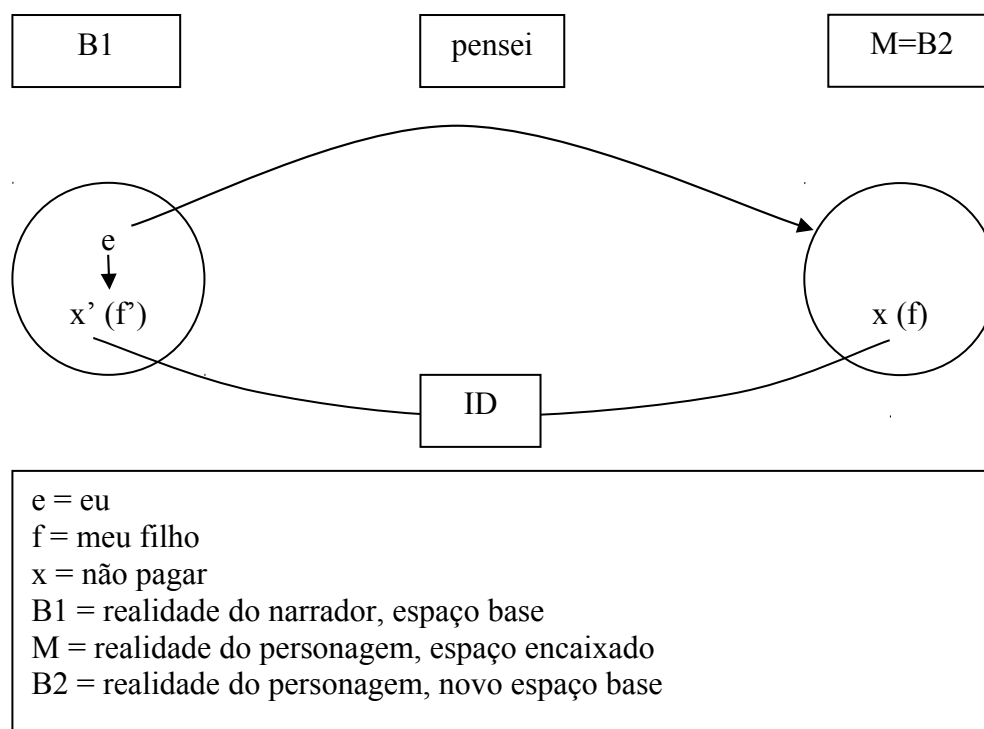 B1
pensei
M=B2
e
x’ (f’)
x (f)
ID
e = eu
f = meu filho
x = não pagar
B1 = realidade do narrador, espaço base
M = realidade do personagem, espaço encaixado
B2 = realidade do personagem, novo espaço base